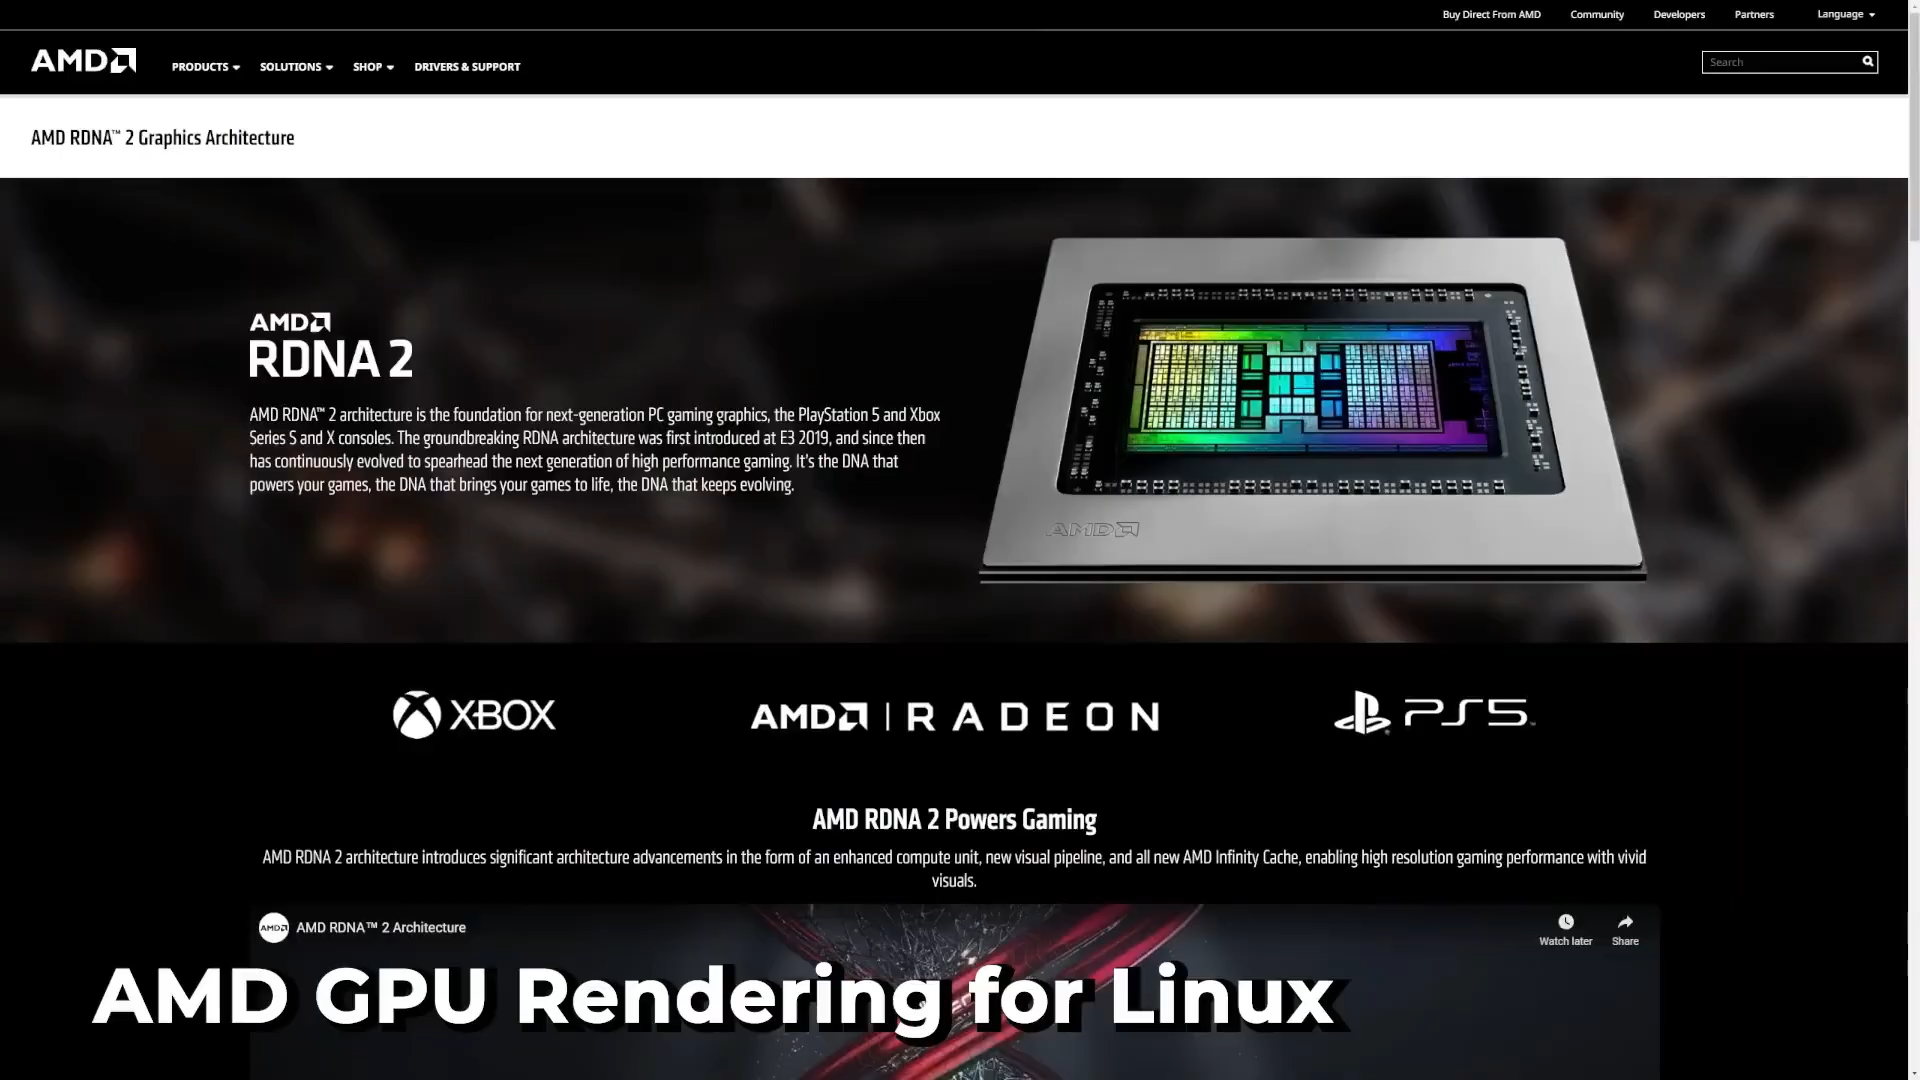 Buy Direct From AMD Community Developers Partners Language
AMD PRODUCTS SOLUTIONS SHOP DRIVERS & SUPPORT Search
AMD RDNA™ 2 Graphics Architecture
AMD
RDNA 2
AMD RDNA™ 2 architecture is the foundation for next-generation PC gaming graphics, the PlayStation 5 and Xbox
Series S and X consoles. The groundbreaking RDNA architecture was first introduced at E3 2019, and since then
has continuously evolved to spearhead the next generation of high performance gaming. It's the DNA that
powers your games, the DNA that brings your games to life, the DNA that keeps evolving.
AMD
XBOX AMD | RADEON PS5™
AMD RDNA 2 Powers Gaming
AMD RDNA 2 architecture introduces significant architecture advancements in the form of an enhanced compute unit, new visual pipeline, and all new AMD Infinity Cache, enabling high resolution gaming performance with vivid
visuals.
AMD AMD RDNA™ 2 Architecture Watch later Share
AMD GPU Rendering for Linux